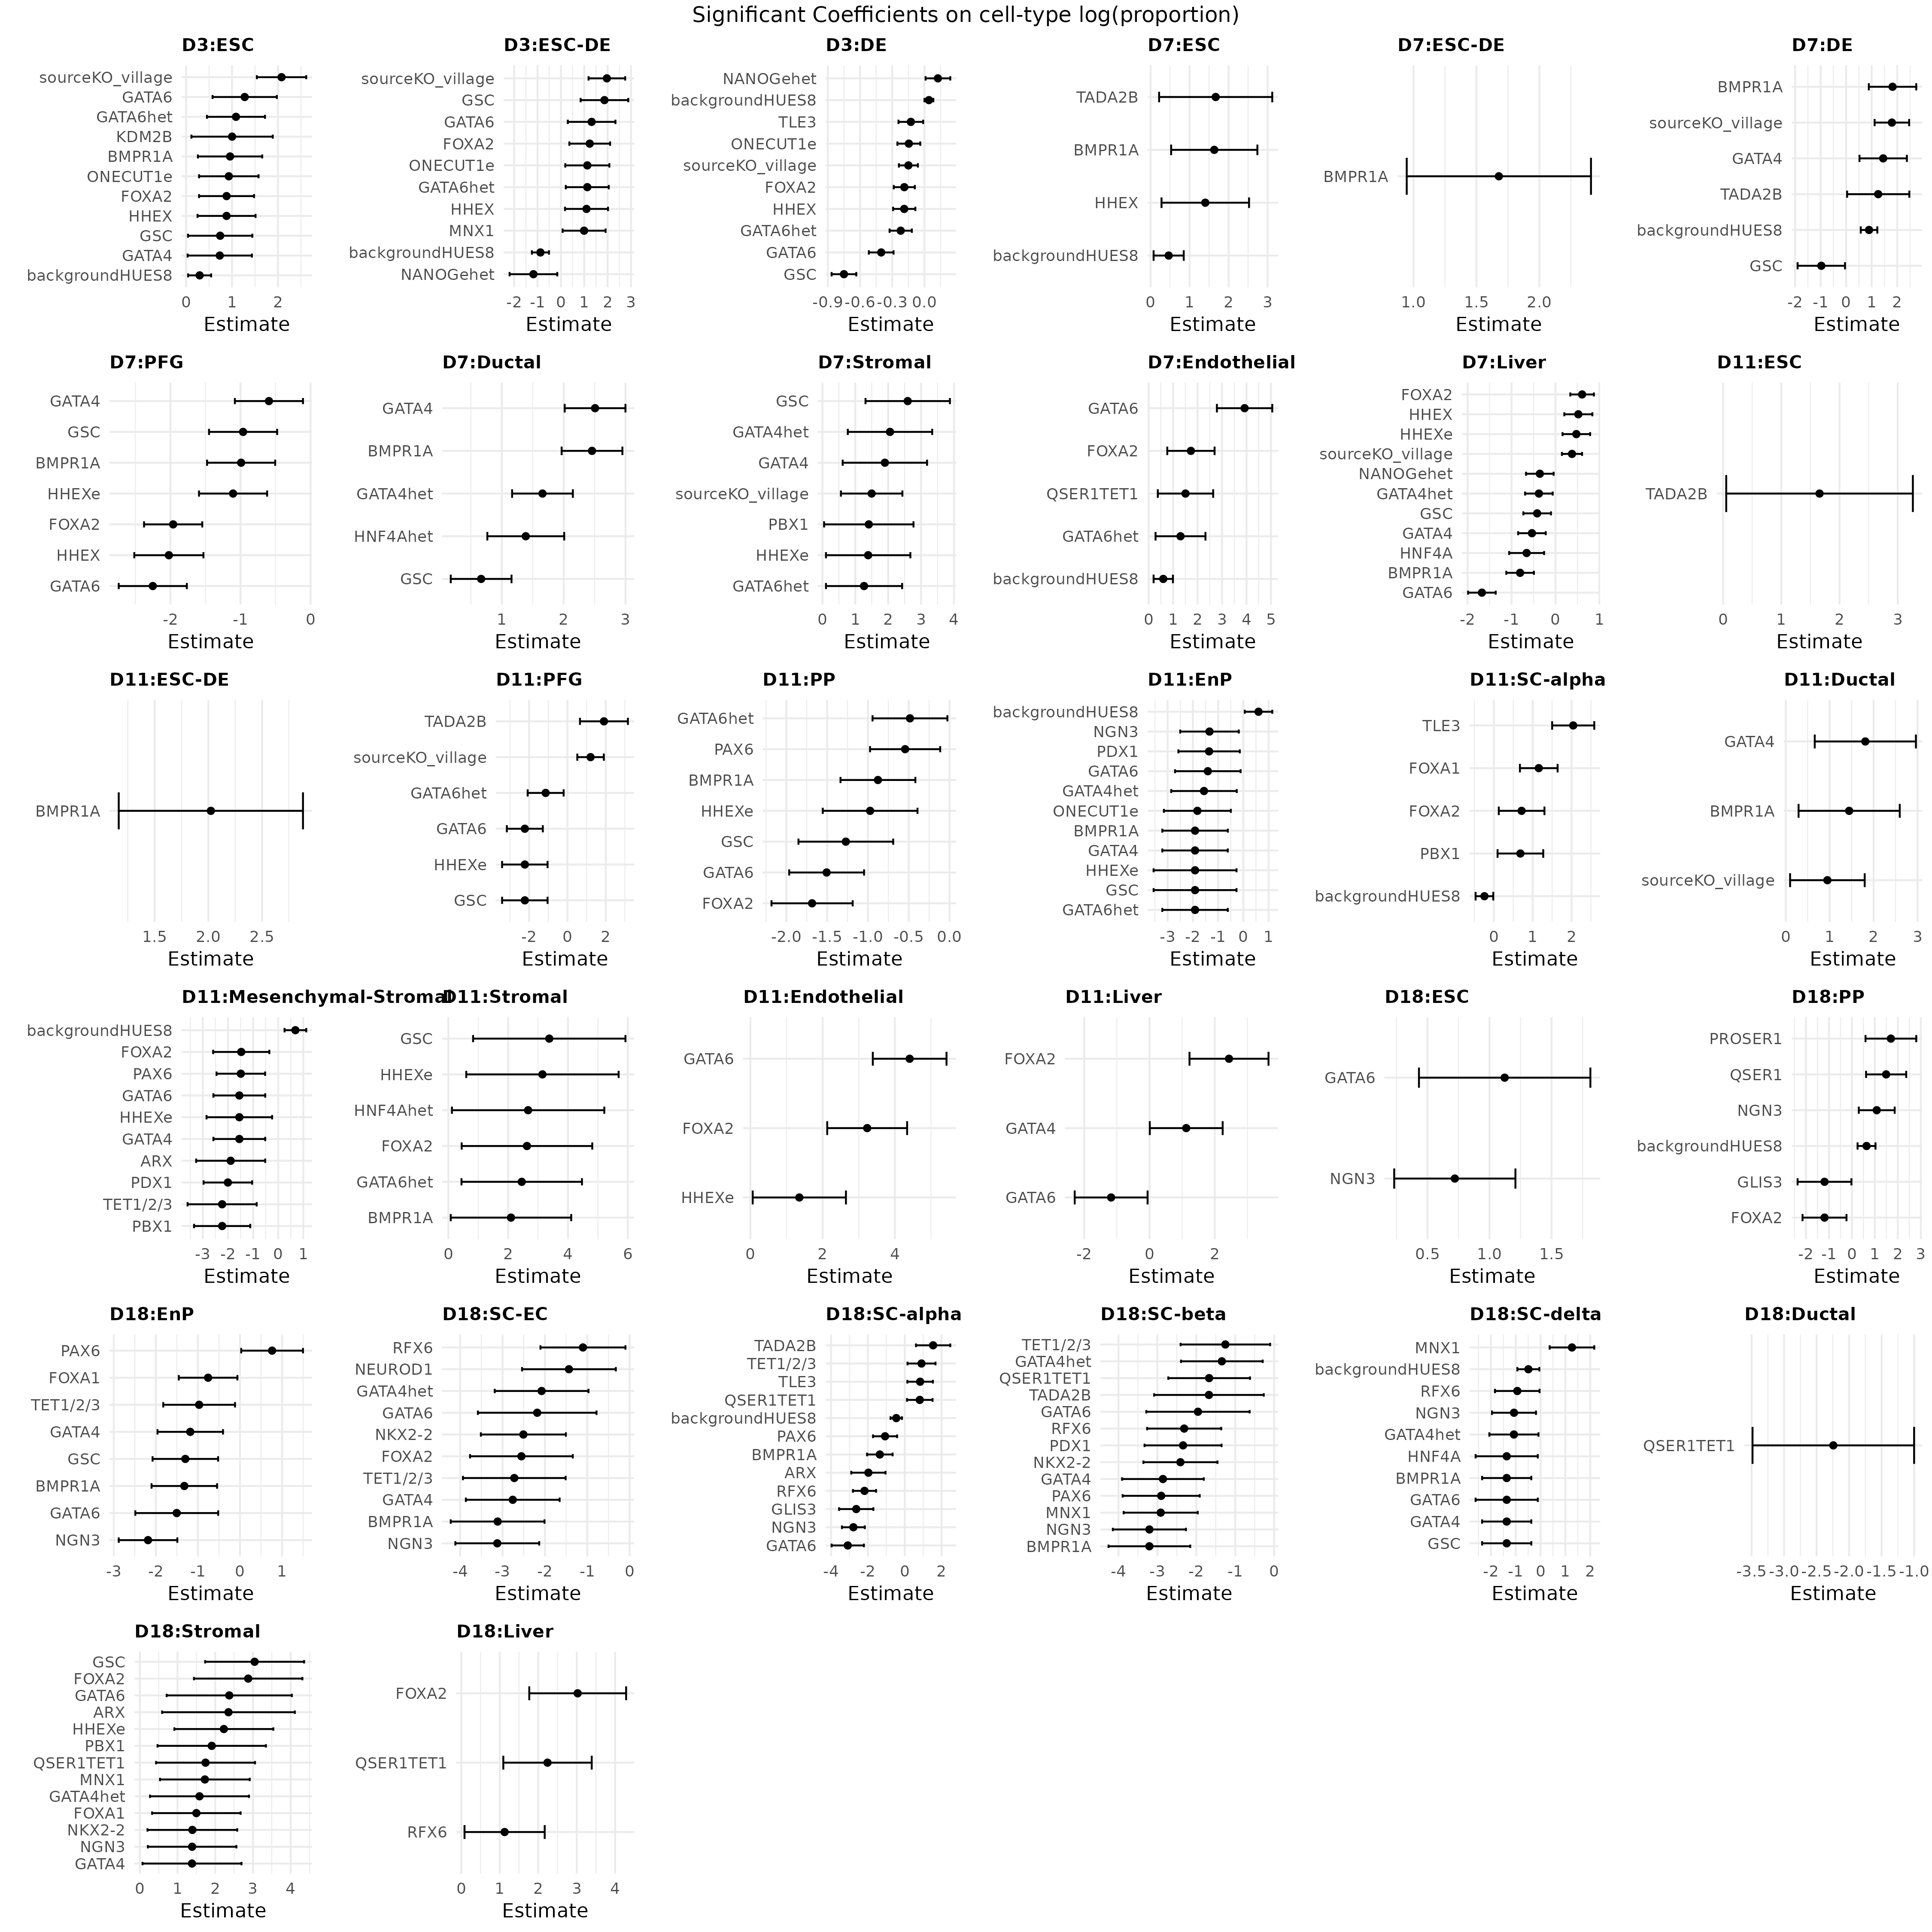 Significant Coefficients on cell-type log(proportion)
D3:ESC
sourceKO_village
GATA6
GATA6het
KDM2B
BMPR1A
ONECUT1e
FOXA2
HHEX
GSC
GATA4
backgroundHUES8
0 1 2
Estimate
D3:ESC-DE
sourceKO_village
GSC
GATA6
FOXA2
ONECUT1e
GATA6het
HHEX
MNX1
backgroundHUES8
NANOGehet
-2 -1 0 1 2 3
Estimate
D3:DE
NANOGehet
backgroundHUES8
TLE3
ONECUT1e
sourceKO_village
FOXA2
HHEX
GATA6het
GATA6
GSC
-0.9 -0.6 -0.3 0.0
Estimate
D7:ESC
TADA2B
BMPR1A
HHEX
backgroundHUES8
0 1 2 3
Estimate
D7:ESC-DE
BMPR1A
1.0 1.5 2.0
Estimate
D7:DE
BMPR1A
sourceKO_village
GATA4
TADA2B
backgroundHUES8
GSC
-2 -1 0 1 2
Estimate
D7:PFG
GATA4
GSC
BMPR1A
HHEXe
FOXA2
HHEX
GATA6
-2 -1 0
Estimate
D7:Ductal
GATA4
BMPR1A
GATA4het
HNF4Ahet
GSC
1 2 3
Estimate
D7:Stromal
GSC
GATA4het
GATA4
sourceKO_village
PBX1
HHEXe
GATA6het
0 1 2 3 4
Estimate
D7:Endothelial
GATA6
FOXA2
QSER1TET1
GATA6het
backgroundHUES8
0 1 2 3 4 5
Estimate
D7:Liver
FOXA2
HHEX
HHEXe
sourceKO_village
NANOGehet
GATA4het
GSC
GATA4
HNF4A
BMPR1A
GATA6
-2 -1 0 1
Estimate
D11:ESC
TADA2B
0 1 2 3
Estimate
D11:ESC-DE
BMPR1A
1.5 2.0 2.5
Estimate
D11:PFG
TADA2B
sourceKO_village
GATA6het
GATA6
HHEXe
GSC
-2 0 2
Estimate
D11:PP
GATA6het
PAX6
BMPR1A
HHEXe
GSC
GATA6
FOXA2
-2.0 -1.5 -1.0 -0.5 0.0
Estimate
D11:EnP
backgroundHUES8
NGN3
PDX1
GATA6
GATA4het
ONECUT1e
BMPR1A
GATA4
HHEXe
GSC
GATA6het
-3 -2 -1 0 1
Estimate
D11:SC-alpha
TLE3
FOXA1
FOXA2
PBX1
backgroundHUES8
0 1 2
Estimate
D11:Ductal
GATA4
BMPR1A
sourceKO_village
0 1 2 3
Estimate
D11:Mesenchymal-Stromal
backgroundHUES8
FOXA2
PAX6
GATA6
HHEXe
GATA4
ARX
PDX1
TET1/2/3
PBX1
-3 -2 -1 0 1
Estimate
D11:Stromal
GSC
HHEXe
HNF4Ahet
FOXA2
GATA6het
BMPR1A
0 2 4 6
Estimate
D11:Endothelial
GATA6
FOXA2
HHEXe
0 2 4
Estimate
D11:Liver
FOXA2
GATA4
GATA6
-2 0 2
Estimate
D18:ESC
GATA6
NGN3
0.5 1.0 1.5
Estimate
D18:PP
PROSER1
QSER1
NGN3
backgroundHUES8
GLIS3
FOXA2
-2 -1 0 1 2 3
Estimate
D18:EnP
PAX6
FOXA1
TET1/2/3
GATA4
GSC
BMPR1A
GATA6
NGN3
-3 -2 -1 0 1
Estimate
D18:SC-EC
RFX6
NEUROD1
GATA4het
GATA6
NKX2-2
FOXA2
TET1/2/3
GATA4
BMPR1A
NGN3
-4 -3 -2 -1 0
Estimate
D18:SC-alpha
TADA2B
TET1/2/3
TLE3
QSER1TET1
backgroundHUES8
PAX6
BMPR1A
ARX
RFX6
GLIS3
NGN3
GATA6
-4 -2 0 2
Estimate
D18:SC-beta
TET1/2/3
GATA4het
QSER1TET1
TADA2B
GATA6
RFX6
PDX1
NKX2-2
GATA4
PAX6
MNX1
NGN3
BMPR1A
-4 -3 -2 -1 0
Estimate
D18:SC-delta
MNX1
backgroundHUES8
RFX6
NGN3
GATA4het
HNF4A
BMPR1A
GATA6
GATA4
GSC
-2 -1 0 1 2
Estimate
D18:Ductal
QSER1TET1
-3.5 -3.0 -2.5 -2.0 -1.5 -1.0
Estimate
D18:Stromal
GSC
FOXA2
GATA6
ARX
HHEXe
PBX1
QSER1TET1
MNX1
GATA4het
FOXA1
NKX2-2
NGN3
GATA4
0 1 2 3 4
Estimate
D18:Liver
FOXA2
QSER1TET1
RFX6
0 1 2 3 4
Estimate